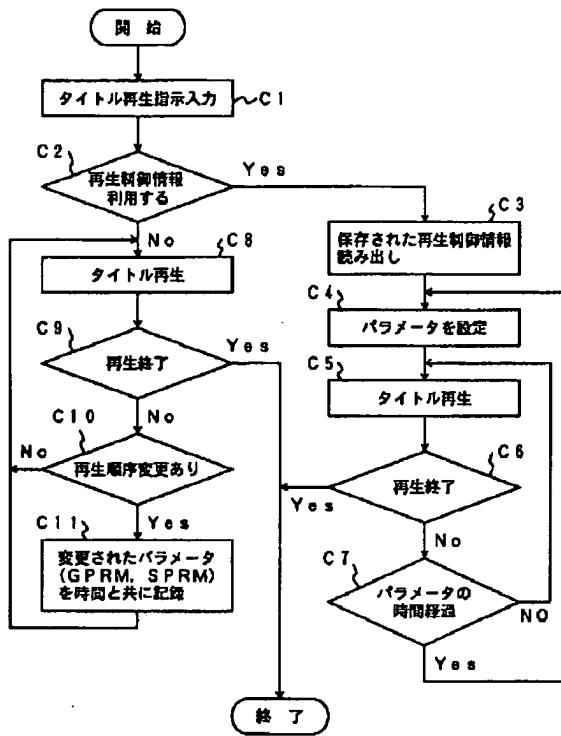 開 始
タイトル再生指示入力
C1
C2
再生制御情報
利用する
Yes
No
C3
保存された再生制御情報
読み出し
C8
タイトル再生
C4
パラメータを設定
C9
再生終了
Yes
No
C5
タイトル再生
C10
再生順序変更あり
No
Yes
C6
再生終了
Yes
No
C11
変更されたパラメータ
(GPRM, SPRM)
を時間と共に記録
C7
パラメータの
時間経過
NO
Yes
終 了